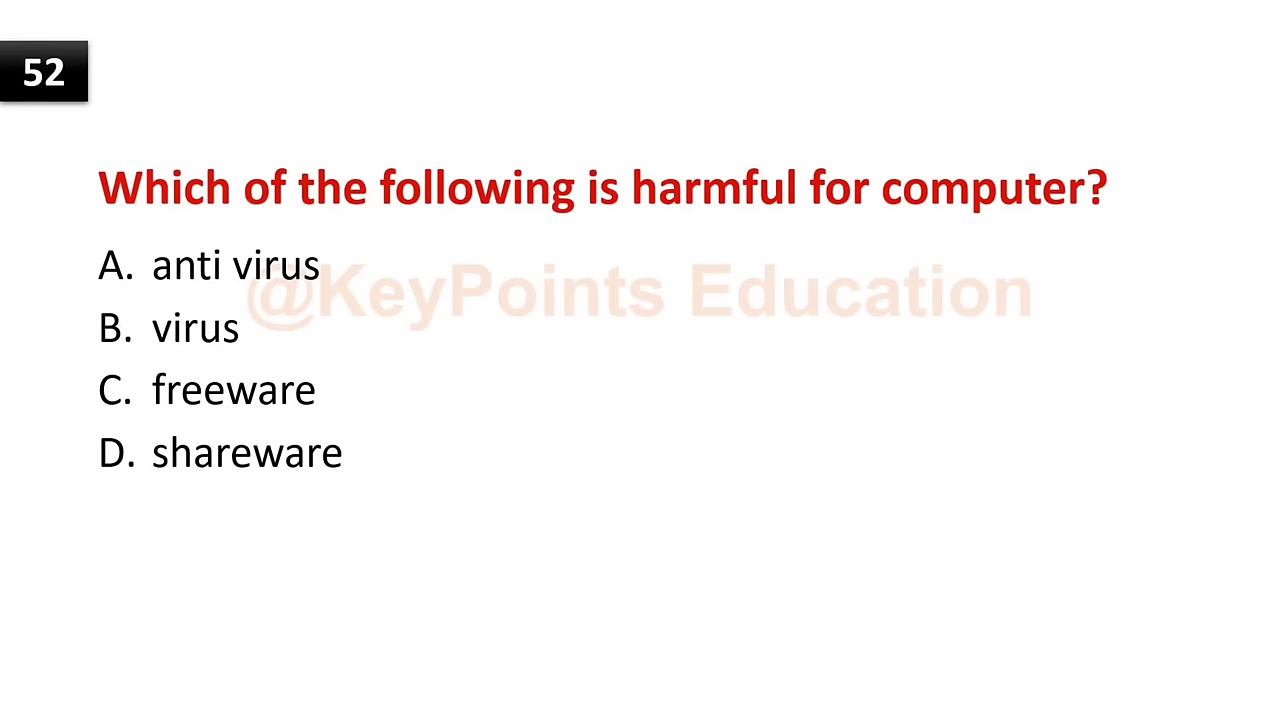 52
Which of the following is harmful for computer?
A. anti virus
@KeyPoints Education
B. virus
C. freeware
D. shareware